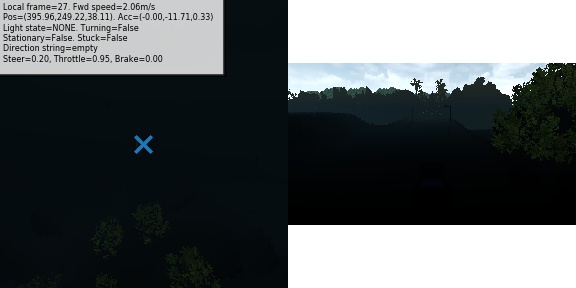 Local frame=27. Fwd speed=2.06m/s
Pos=(395.96,249.22,38.11). Acc=(-0.00,-11.71,0.33)
Light state=NONE. Turning=False
Stationary=False. Stuck=False
Direction string=empty
Steer=0.20, Throttle=0.95, Brake=0.00